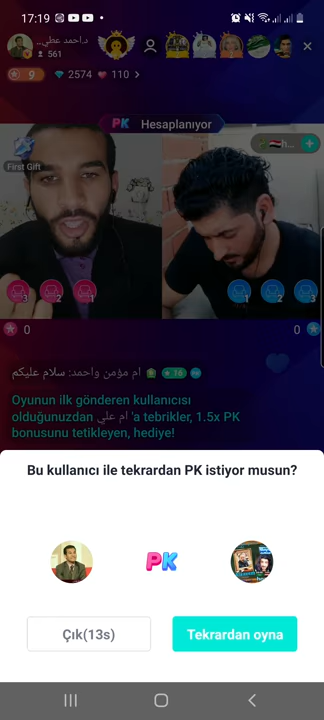 17:19
د.احمد عطي..
561
9
2574
110
PK Hesaplanıyor
First Gift
h...
3 2 1
1 2 3
0
0
ام مؤمن واحمد: سلام عليكم
16
Oyunun ilk gönderen kullanıcısı
olduğunuzdan ام علي 'a tebrikler, 1.5x PK
bonusunu tetikleyen, hediye!
Bu kullanıcı ile tekrardan PK istiyor musun?
PK
Çık(13s)
Tekrardan oyna